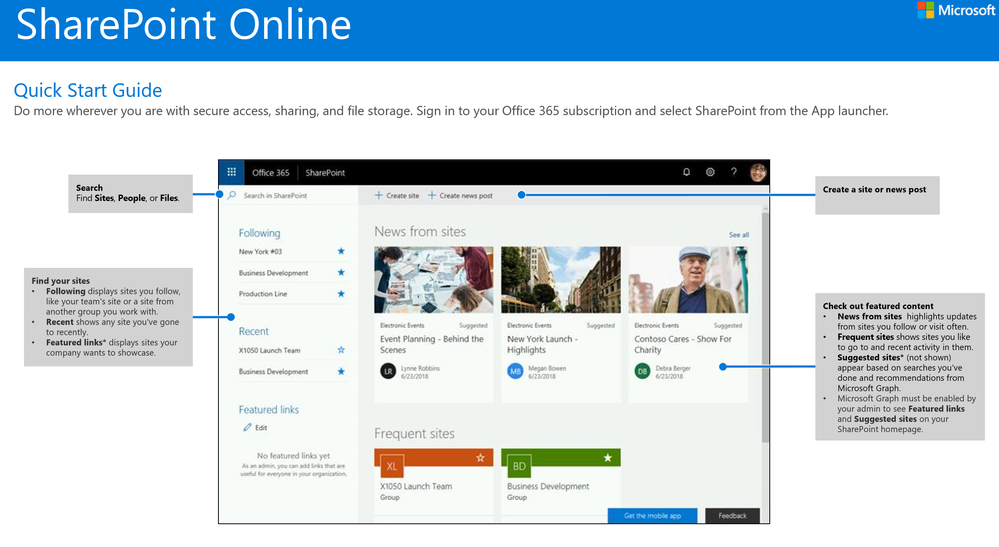 SharePoint Online
Microsoft
Quick Start Guide
Do more wherever you are with secure access, sharing, and file storage. Sign in to your Office 365 subscription and select SharePoint from the App launcher.
Search
Find Sites, People, or Files.
Find your sites
• Following displays sites you follow,
like your team's site or a site from
another group you work with.
• Recent shows any site you've gone
to recently.
• Featured links* displays sites your
company wants to showcase.
Office 365 SharePoint
?
Search in SharePoint
+ Create site + Create news post
Following
New York #03
Business Development
Production Line
Recent
X1050 Launch Team
Business Development
Featured links
Edit
No featured links yet
As an admin, you can add links that are
useful for everyone in your organization.
News from sites
See all
Electronic Events Suggested
Event Planning - Behind the
Scenes
LR
Lynne Robbins
6/23/2018
Electronic Events Suggested
New York Launch -
Highlights
MB
Megan Bowen
6/23/2018
Electronic Events Suggested
Contoso Cares - Show For
Charity
DB
Debra Berger
6/23/2018
Frequent sites
XL
X1050 Launch Team
Group
BD
Business Development
Group
Get the mobile app
Feedback
Create a site or news post
Check out featured content
• News from sites highlights updates
from sites you follow or visit often.
• Frequent sites shows sites you like
to go to and recent activity in them.
• Suggested sites* (not shown)
appear based on searches you've
done and recommendations from
Microsoft Graph.
• Microsoft Graph must be enabled by
your admin to see Featured links
and Suggested sites on your
SharePoint homepage.